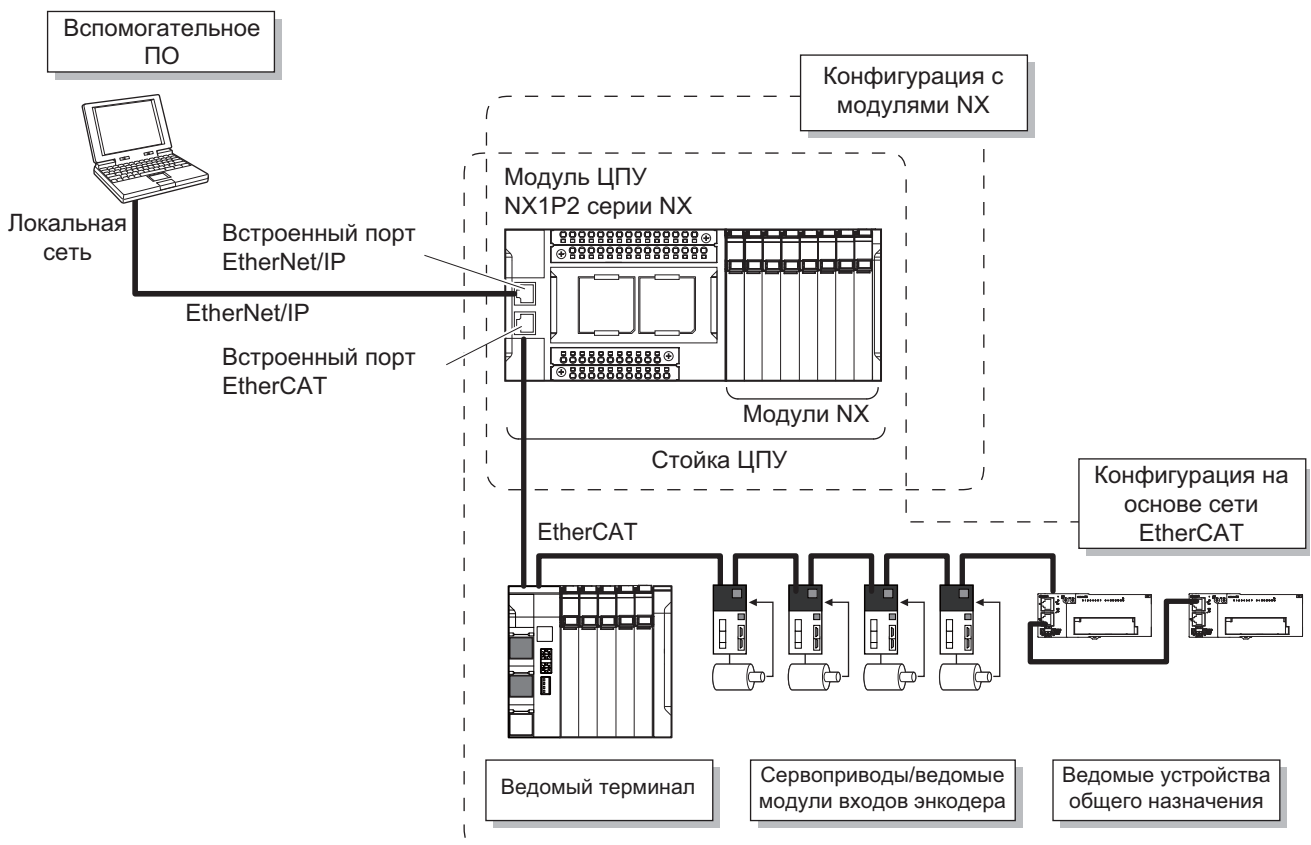 Вспомогательное
ПО
Конфигурация с
модулями NX
Модуль ЦПУ
NX1P2 серии NX
Локальная
сеть
Встроенный порт
EtherNet/IP
EtherNet/IP
Встроенный порт
EtherCAT
Модули NX
Стойка ЦПУ
Конфигурация на
основе сети
EtherCAT
EtherCAT
Ведомый терминал
Сервоприводы/ведомые
модули входов энкодера
Ведомые устройства
общего назначения